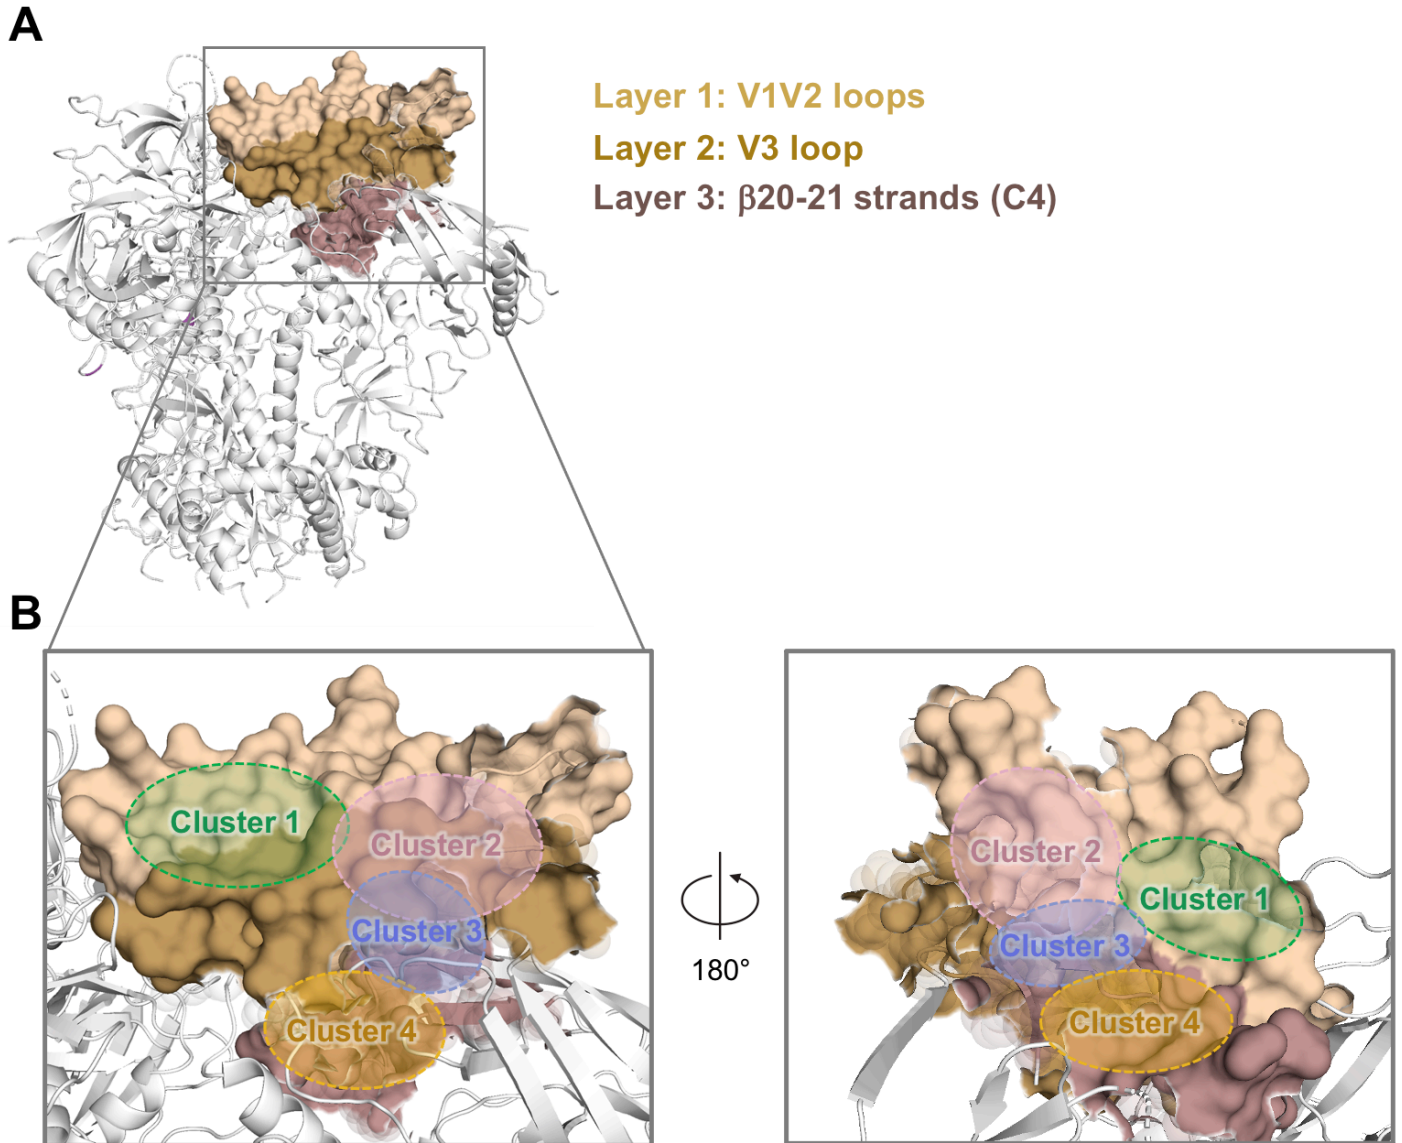 A
Layer 1: V1V2 loops
Layer 2: V3 loop
Layer 3: β20-21 strands (C4)
B
Cluster 1
Cluster 2
Cluster 3
Cluster 4
180°
Cluster 2
Cluster 1
Cluster 3
Cluster 4